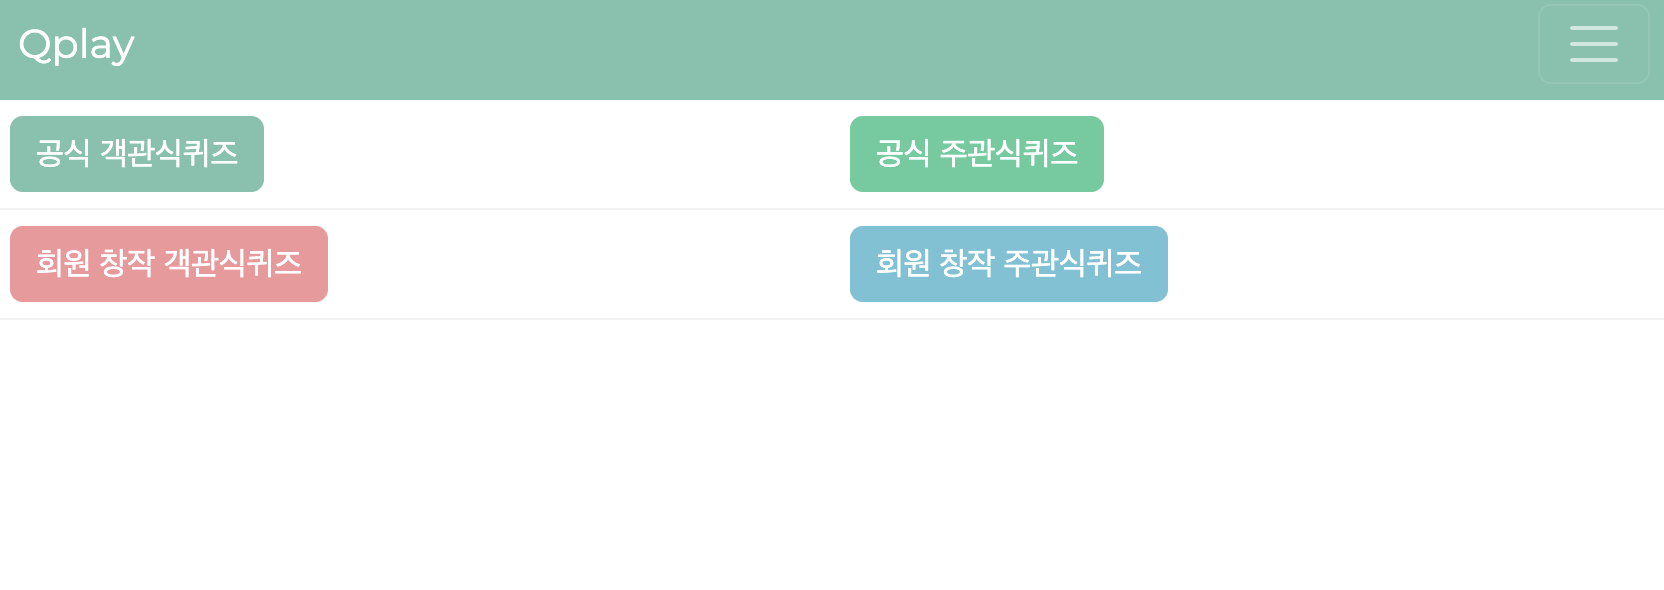 Qplay
공식 객관식퀴즈
공식 주관식퀴즈
회원 창작 객관식퀴즈
회원 창작 주관식퀴즈